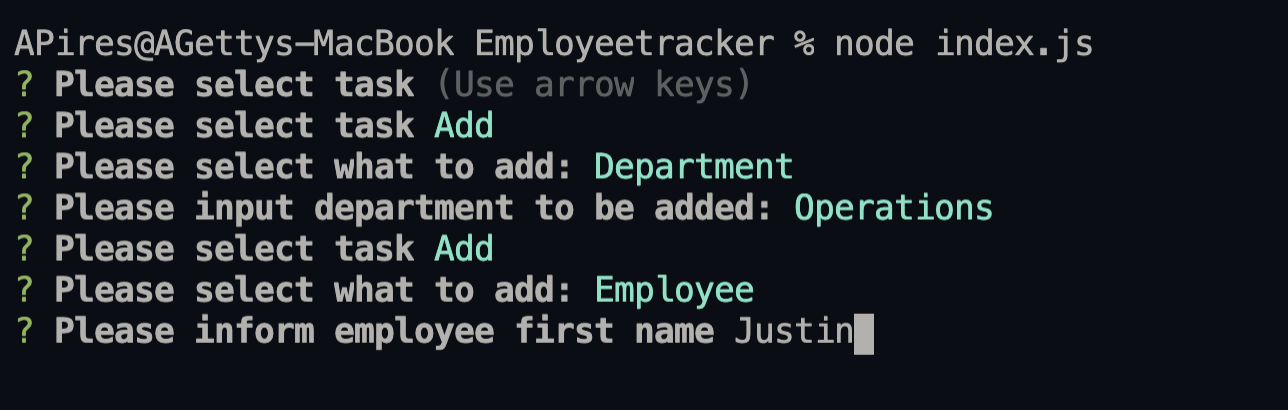 APires@AGettys-MacBook Employeetracker % node index.js
? Please select task (Use arrow keys)
? Please select task Add
? Please select what to add: Department
? Please input department to be added: Operations
? Please select task Add
? Please select what to add: Employee
? Please inform employee first name Justin